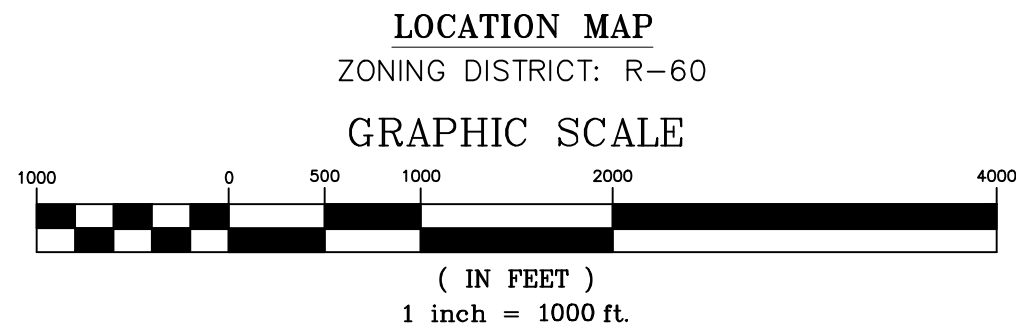 LOCATION MAP
ZONING DISTRICT: R-60
GRAPHIC SCALE
1000 0 500 1000 2000 4000
( IN FEET )
1 inch = 1000 ft.